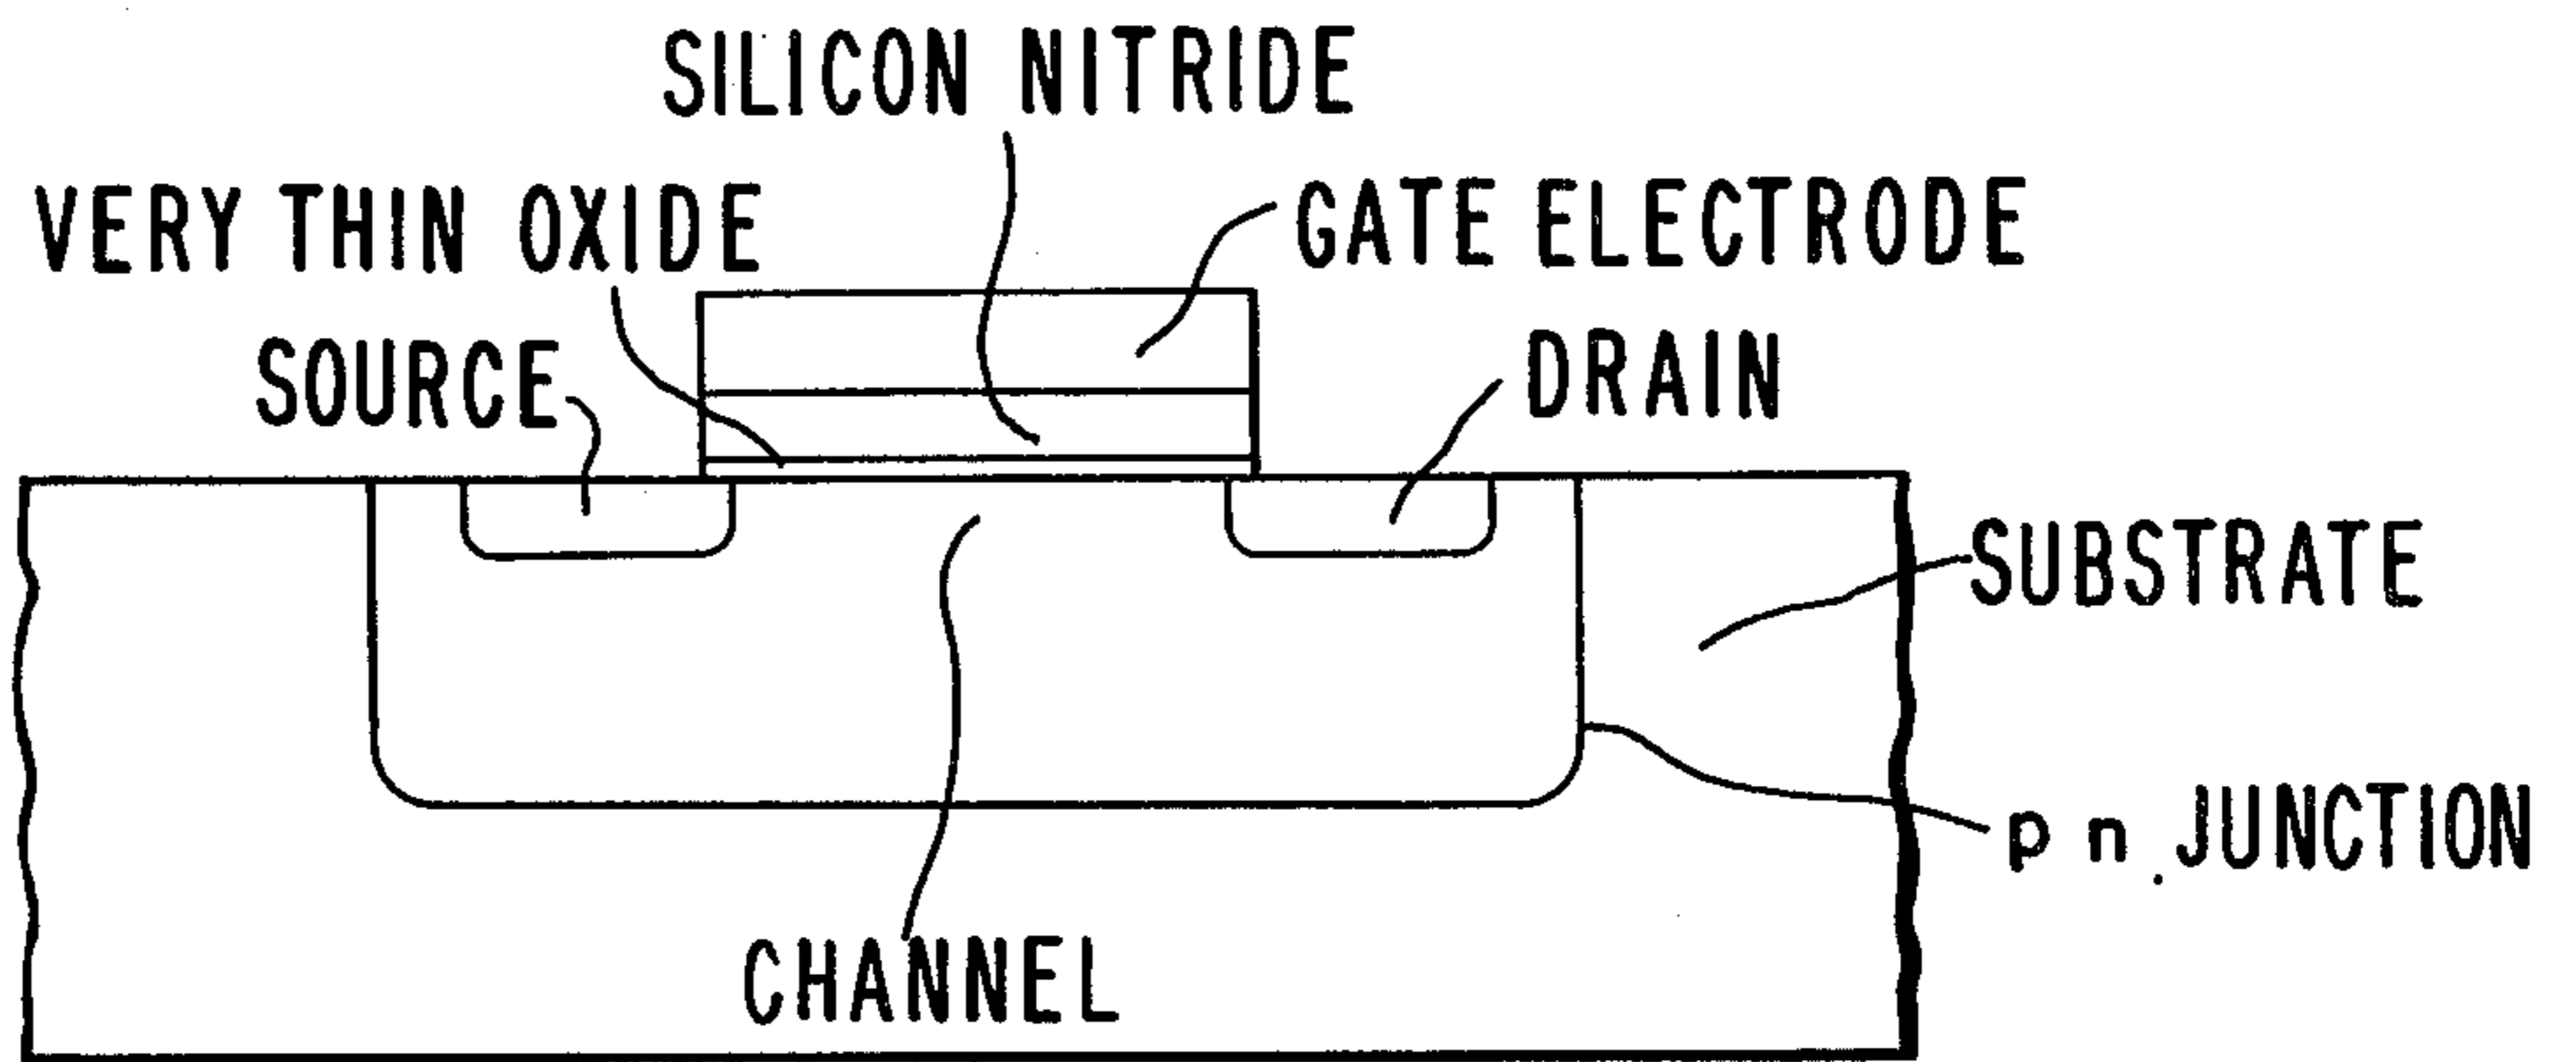 SILICON NITRIDE
VERY THIN OXIDE
GATE ELECTRODE
SOURCE
DRAIN
SUBSTRATE
p n JUNCTION
CHANNEL